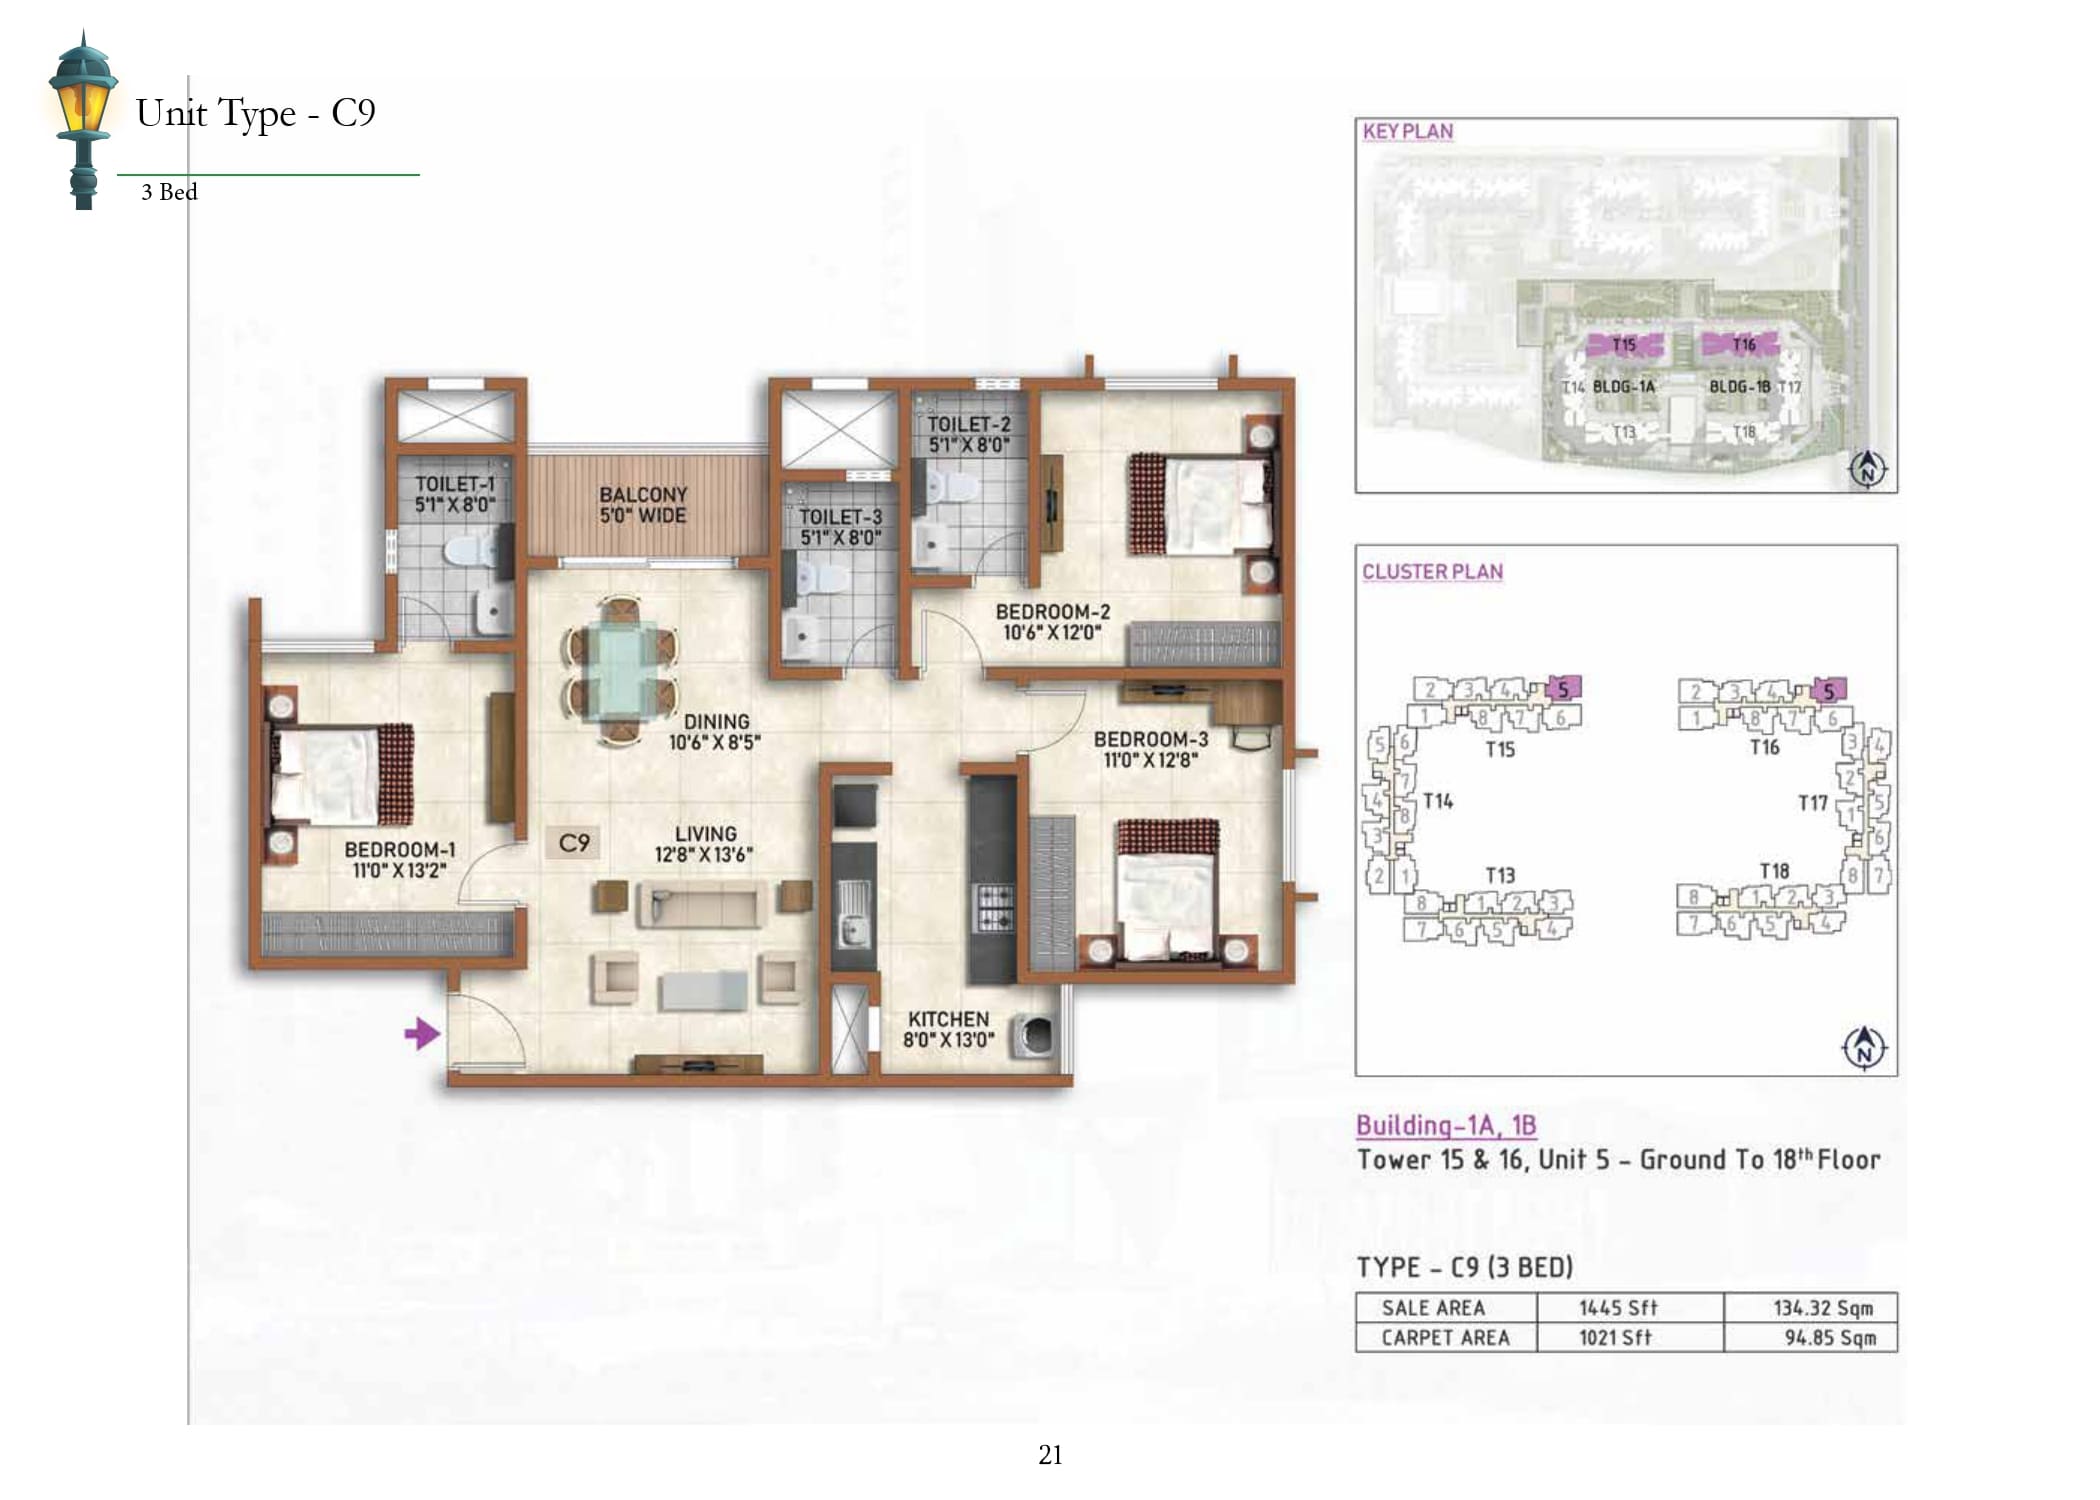 Unit Type - C9
3 Bed
TOILET-1
5'1" X 8'0"
BALCONY
5'0" WIDE
TOILET-3
5'1" X 8'0"
TOILET-2
5'1" X 8'0"
BEDROOM-2
10'6" X 12'0"
DINING
10'6" X 8'5"
BEDROOM-3
11'0" X 12'8"
BEDROOM-1
11'0" X 13'2"
C9
LIVING
12'8" X 13'6"
KITCHEN
8'0" X 13'0"
KEY PLAN
T15
T16
T14
BLDG-1A
BLDG-1B
T17
T13
T18
N
CLUSTER PLAN
2 3 4 5
1 8 7 6
T15
2 3 4 5
1 8 7 6
T16
5 6
7
4
8
3
2 1
T14
3 4
2
5
1
6
8 7
T17
T13
8 1 2 3
7 6 5 4
T18
8 1 2 3
7 6 5 4
N
Building-1A, 1B
Tower 15 & 16, Unit 5 - Ground To 18th Floor
TYPE - C9 (3 BED)
SALE AREA 1445 Sft 134.32 Sqm
CARPET AREA 1021 Sft 94.85 Sqm
21